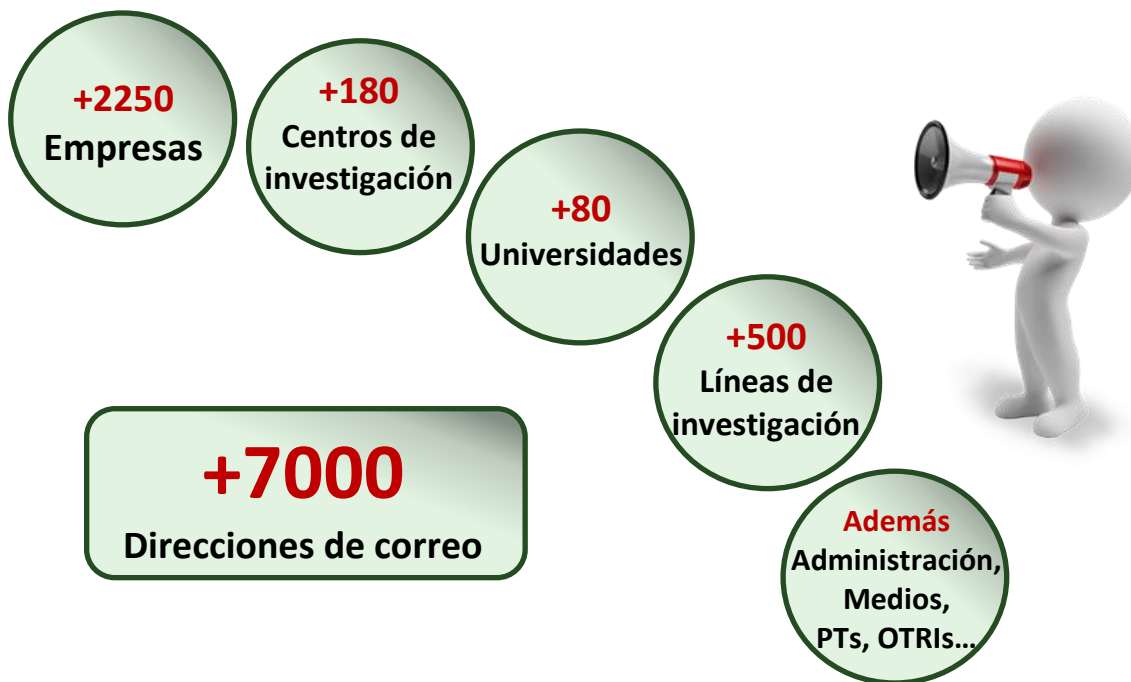 +2250
Empresas
+180
Centros de
investigación
+80
Universidades
+500
Líneas de
investigación
+7000
Direcciones de correo
Además
Administración,
Medios,
PTs, OTRIs...